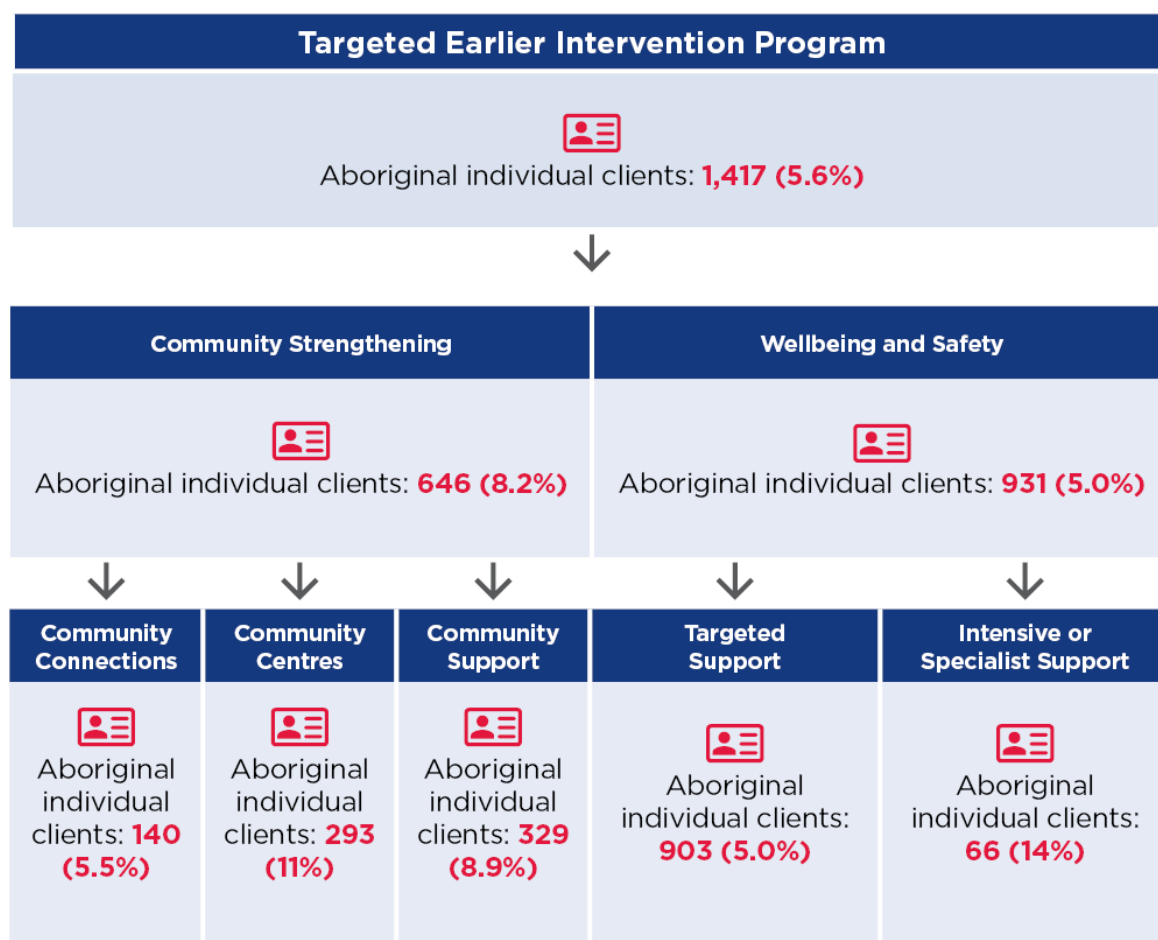 Targeted Earlier Intervention Program
Aboriginal individual clients: 1,417 (5.6%)
Community Strengthening
Aboriginal individual clients: 646 (8.2%)
Wellbeing and Safety
Aboriginal individual clients: 931 (5.0%)
Community
Connections
Aboriginal
individual
clients: 140
(5.5%)
Community
Centres
Aboriginal
individual
clients: 293
(11%)
Community
Support
Aboriginal
individual
clients: 329
(8.9%)
Targeted
Support
Aboriginal
individual clients:
903 (5.0%)
Intensive or
Specialist Support
Aboriginal
individual clients:
66 (14%)